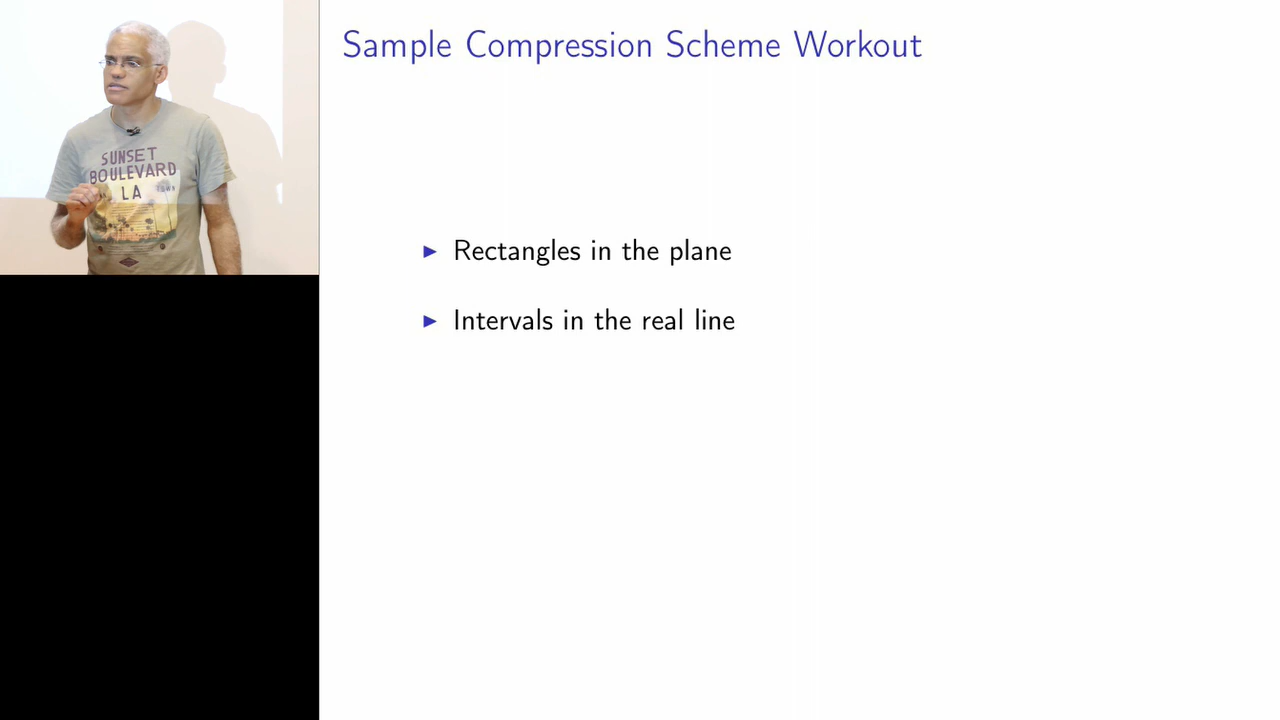 Sample Compression Scheme Workout
SUNSET
BOULEVARD
LA
▶ Rectangles in the plane
▶ Intervals in the real line